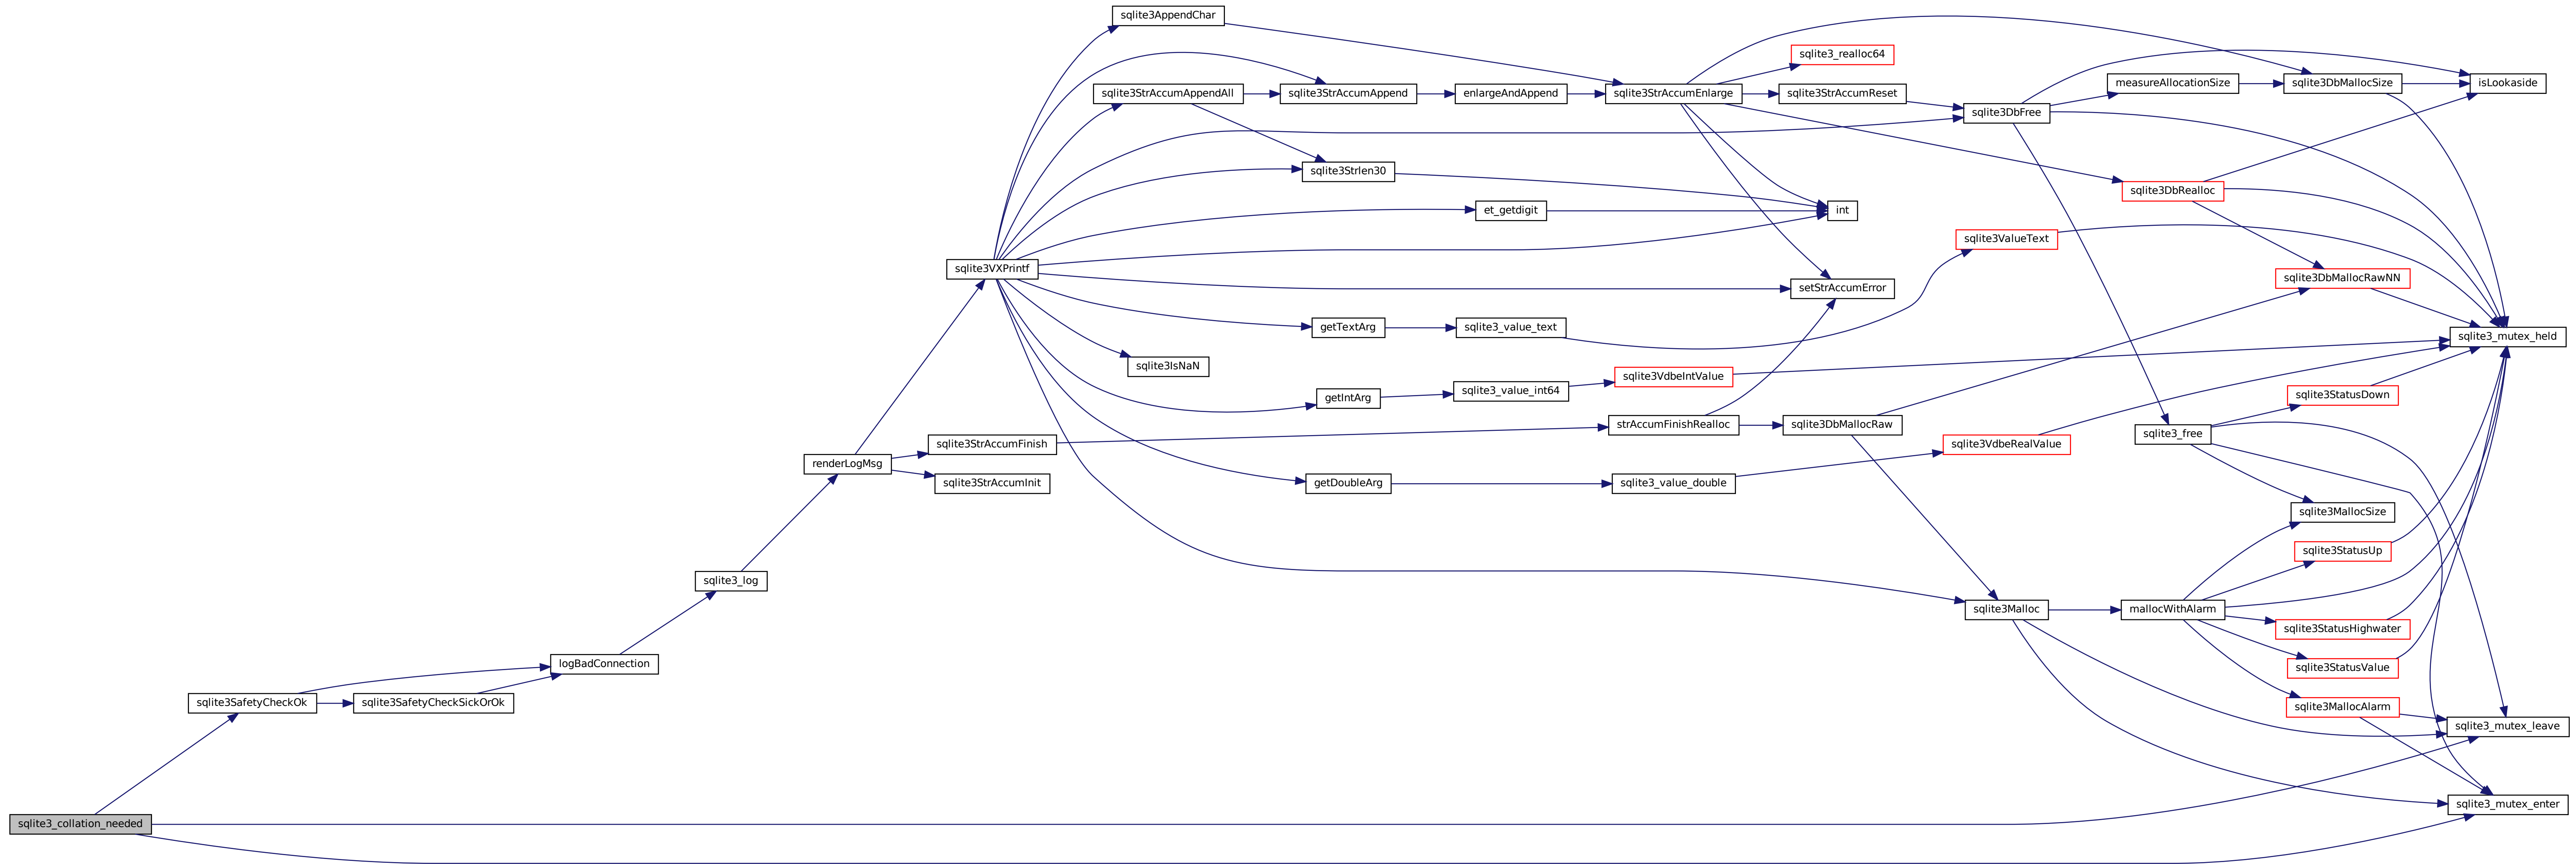 sqlite3_collation_needed
sqlite3SafetyCheckOk
sqlite3SafetyCheckSickOrOk
logBadConnection
sqlite3_log
renderLogMsg
sqlite3StrAccumFinish
sqlite3StrAccumInit
sqlite3VXPrintf
sqlite3AppendChar
sqlite3StrAccumAppendAll
sqlite3IsNaN
sqlite3StrAccumAppend
sqlite3Strlen30
getTextArg
getIntArg
getDoubleArg
enlargeAndAppend
et_getdigit
sqlite3_value_text
sqlite3_value_int64
sqlite3StrAccumEnlarge
sqlite3VdbeIntValue
strAccumFinishRealloc
sqlite3_value_double
sqlite3_realloc64
sqlite3StrAccumReset
int
setStrAccumError
sqlite3DbMallocRaw
sqlite3DbFree
sqlite3ValueText
sqlite3VdbeRealValue
sqlite3Malloc
measureAllocationSize
sqlite3DbRealloc
sqlite3_free
mallocWithAlarm
sqlite3DbMallocSize
sqlite3DbMallocRawNN
sqlite3StatusDown
sqlite3MallocSize
sqlite3StatusUp
sqlite3StatusHighwater
sqlite3StatusValue
sqlite3MallocAlarm
isLookaside
sqlite3_mutex_held
sqlite3_mutex_leave
sqlite3_mutex_enter